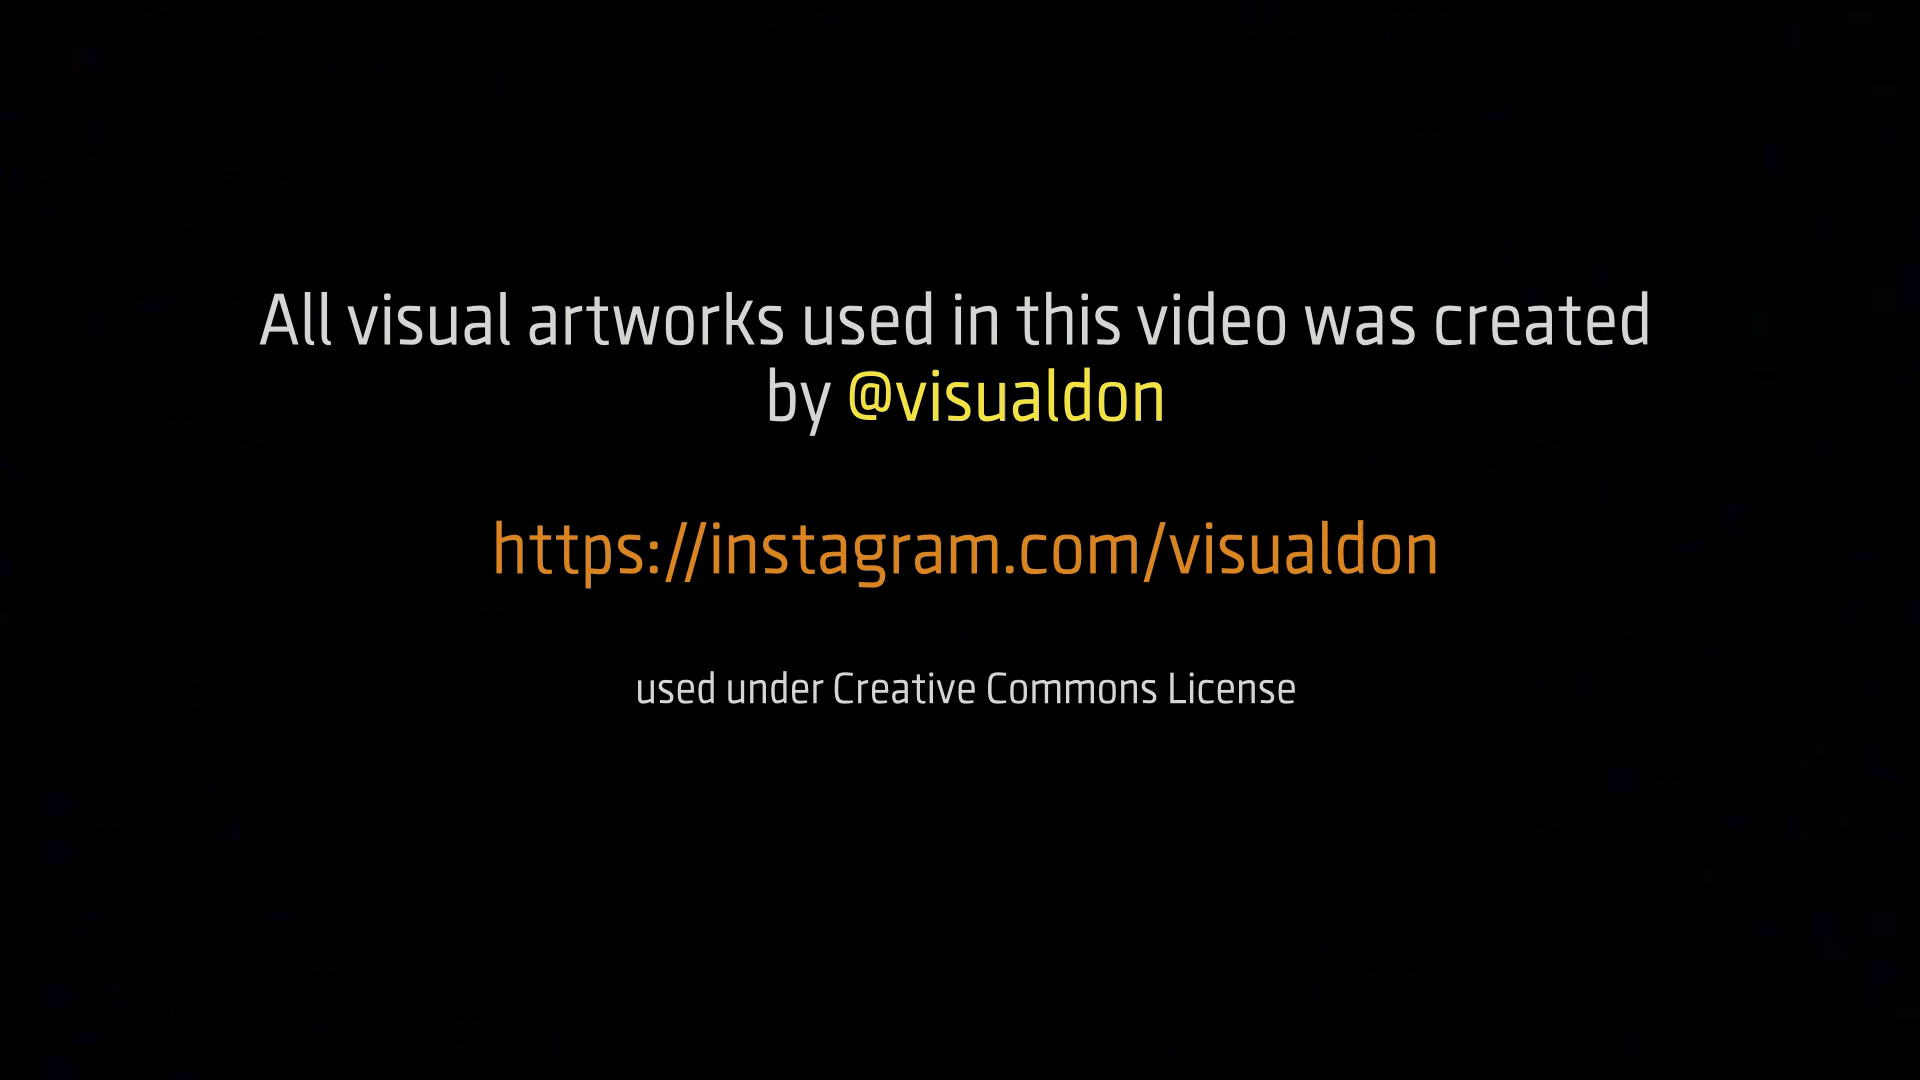 All visual artworks used in this video was created
by @visualdon
https://instagram.com/visualdon
used under Creative Commons License